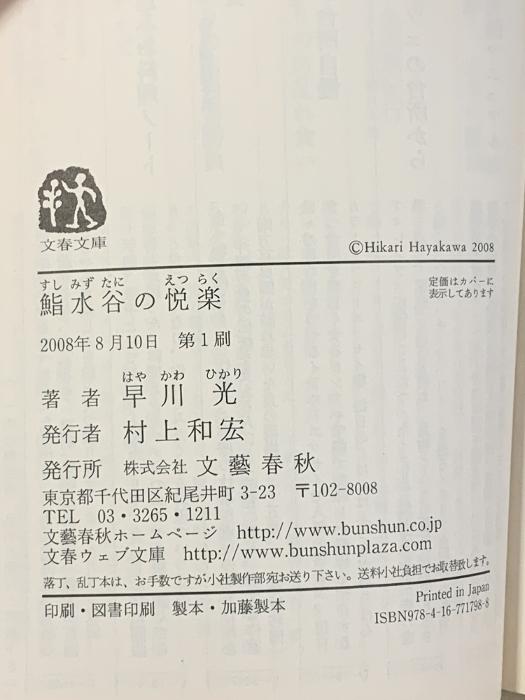 文春文庫
©Hikari Hayakawa 2008
すし みず たに えつ らく
鮨水谷の悦楽
定価はカバーに
表示してあります
2008年8月10日 第1刷
はや かわ ひかり
著者 早川 光
発行者 村上和宏
発行所 株式会社 文藝春秋
東京都千代田区紀尾井町3-23 〒102-8008
TEL 03・3265・1211
文藝春秋ホームページ http://www.bunshun.co.jp
文春ウェブ文庫 http://www.bunshunplaza.com
落丁、乱丁本は、お手数ですが小社製作部宛お送り下さい。送料小社負担でお取替致します。
印刷・図書印刷 製本・加藤製本
Printed in Japan
ISBN978-4-16-771798-8